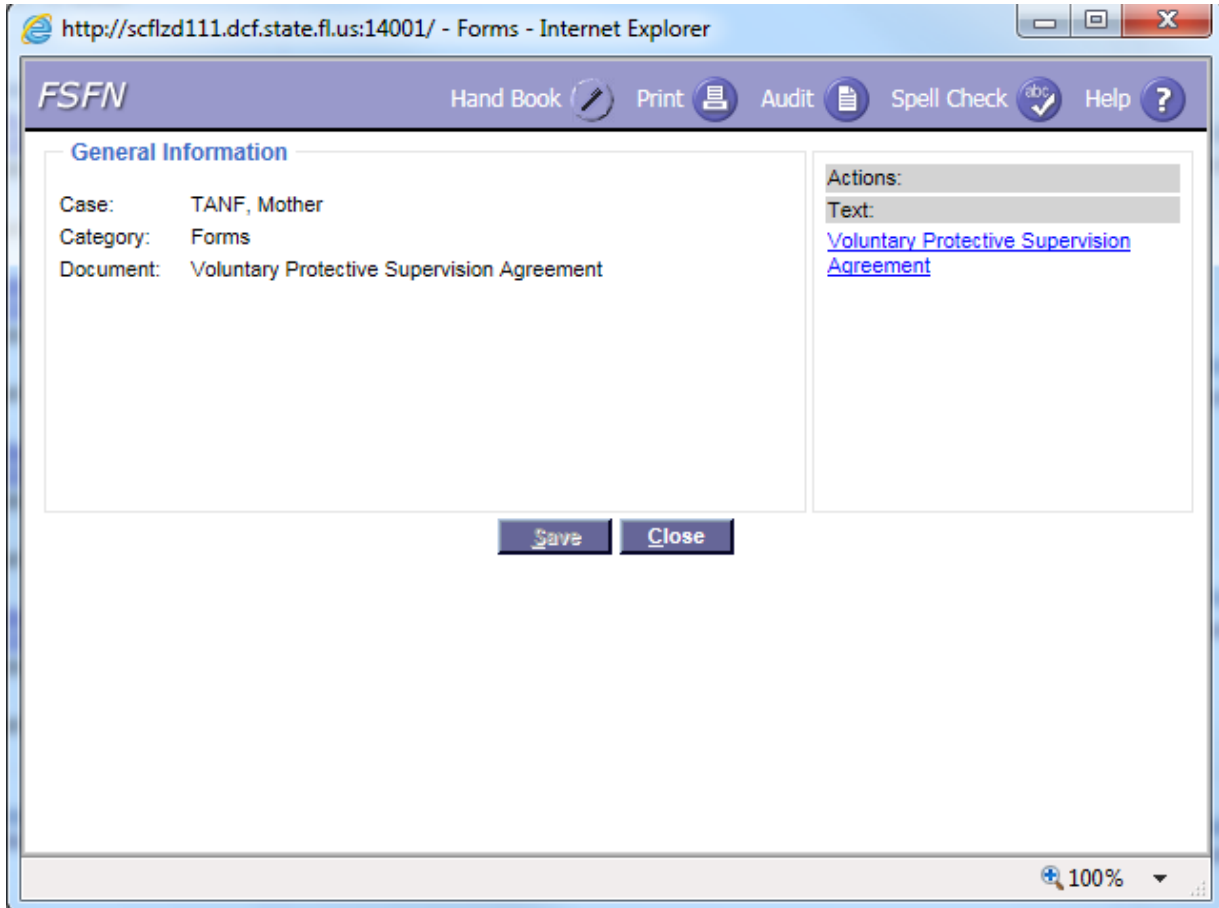 http://scflzd111.dcf.state.fl.us:14001/ - Forms - Internet Explorer
FSFN
Hand Book
Print
Audit
abc
Spell Check
Help ?
General Information
Case: TANF, Mother
Category: Forms
Document: Voluntary Protective Supervision Agreement
Actions:
Text:
Voluntary Protective Supervision
Agreement
Save
Close
100%